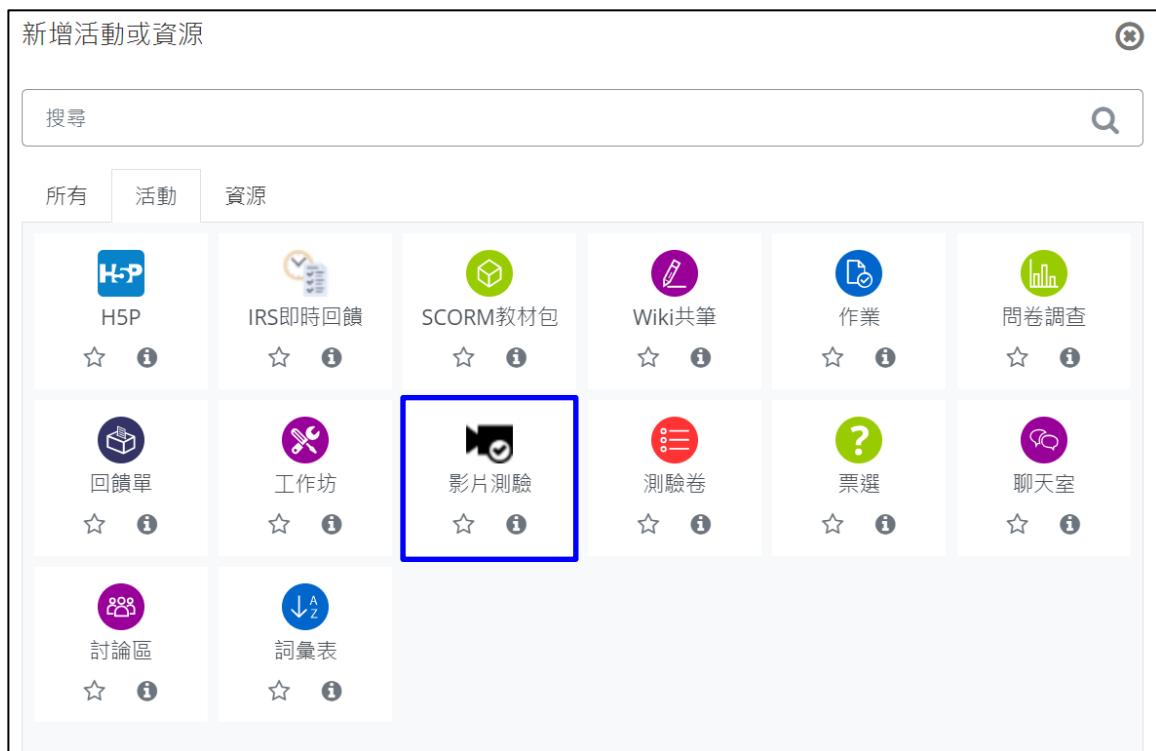 新增活動或資源
搜尋
所有 活動 資源
H5P
H5P IRS即時回饋 SCORM教材包 Wiki共筆 作業 問卷調查
回饋單 工作坊 影片測驗 測驗卷 票選 聊天室
A
Z
討論區 詞彙表